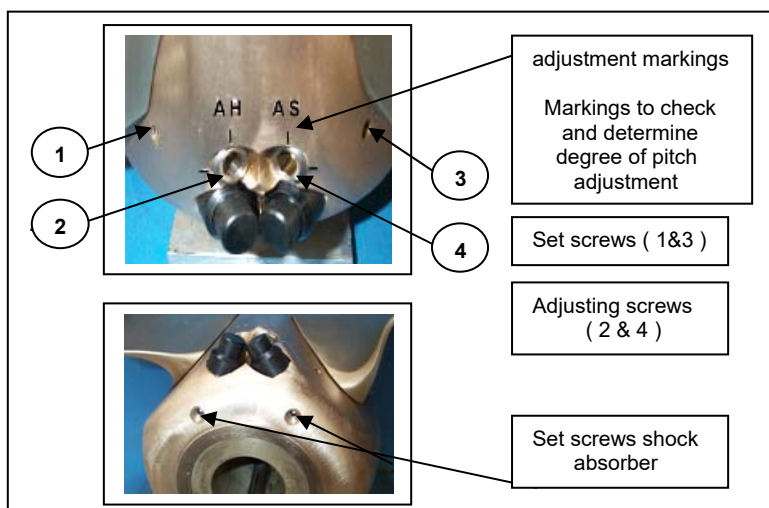 AH AS
1
2
3
4
adjustment markings
Markings to check
and determine
degree of pitch
adjustment
Set screws ( 1&3 )
Adjusting screws
( 2 & 4 )
Set screws shock
absorber